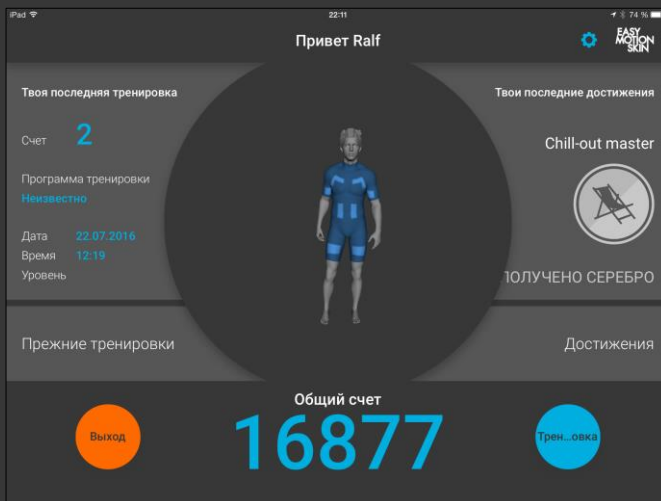 iPad 22:11 74 %
Привет Ralf
EASY
MOTION
SKIN
Твоя последняя тренировка
Счет 2
Программа тренировки
Неизвестно
Дата 22.07.2016
Время 12:19
Уровень
Твои последние достижения
Chill-out master
ПОЛУЧЕНО СЕРЕБРО
Прежние тренировки
Достижения
Общий счет
16877
Выход
Трен...овка